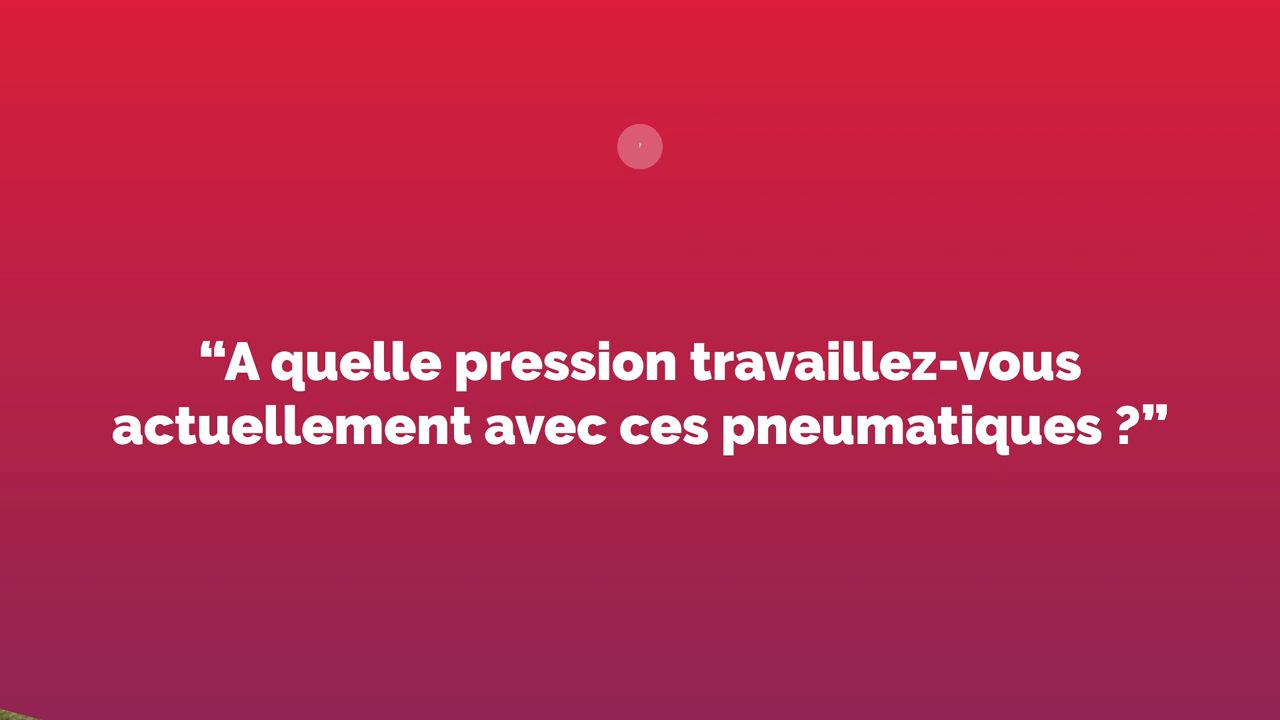 “A quelle pression travaillez-vous
actuellement avec ces pneumatiques ?”